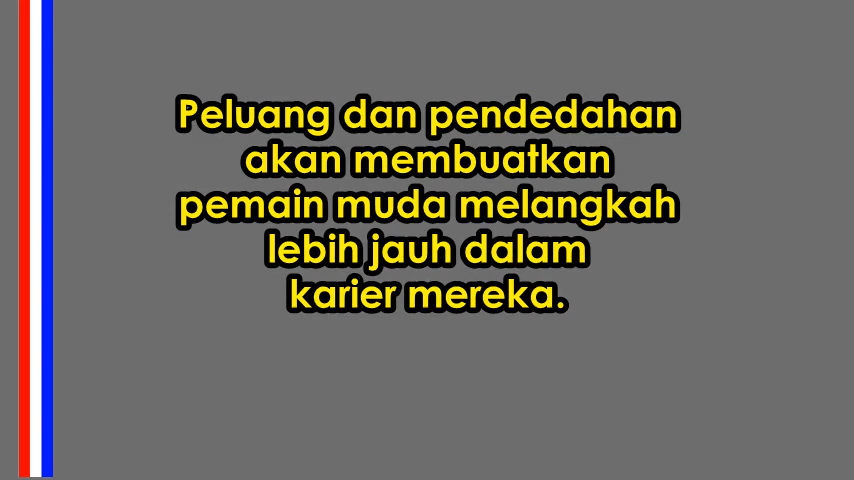 Peluang dan pendedahan
akan membuatkan
pemain muda melangkah
lebih jauh dalam
karier mereka.